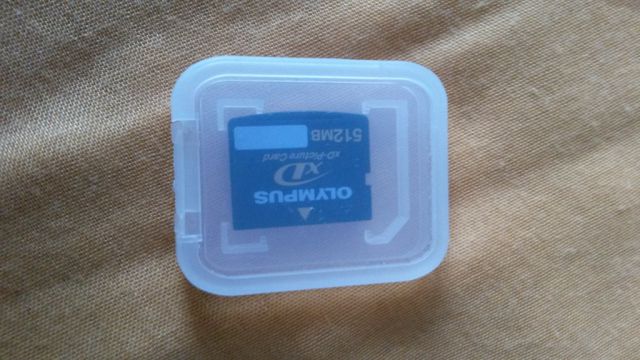 OLYMPUS
xD
xD-Picture Card
512MB